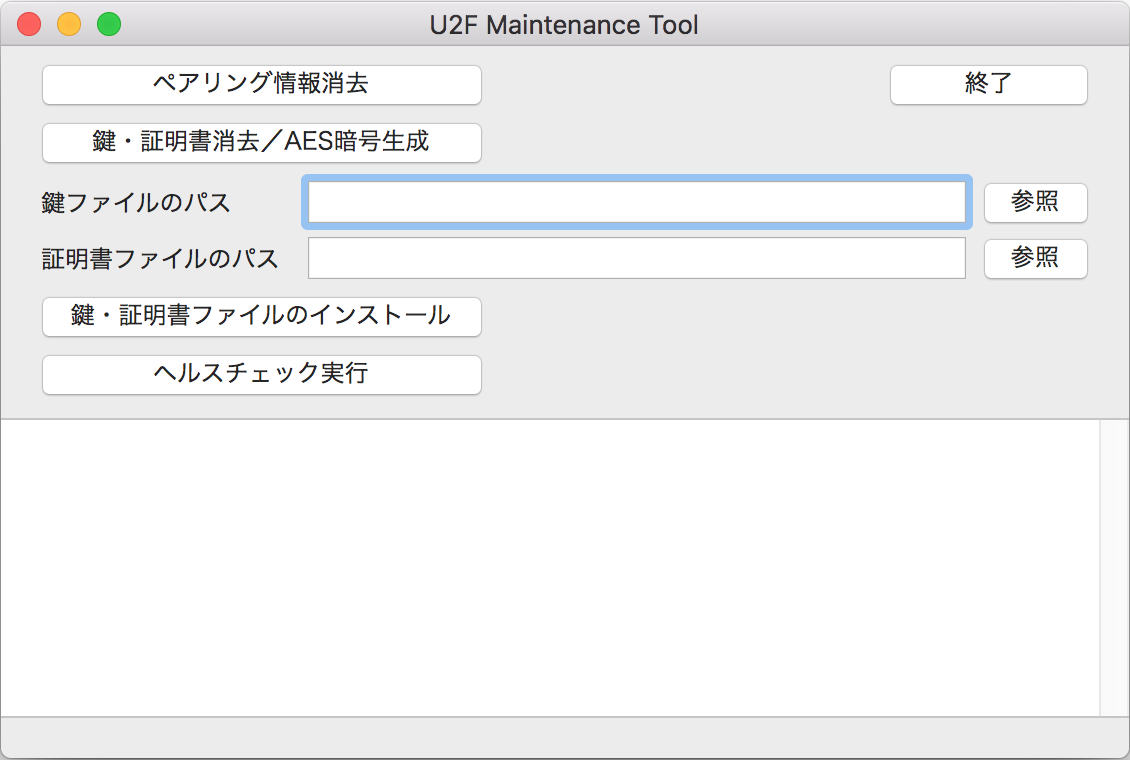 U2F Maintenance Tool
ペアリング情報消去
終了
鍵・証明書消去／AES暗号生成
鍵ファイルのパス
参照
証明書ファイルのパス
参照
鍵・証明書ファイルのインストール
ヘルスチェック実行